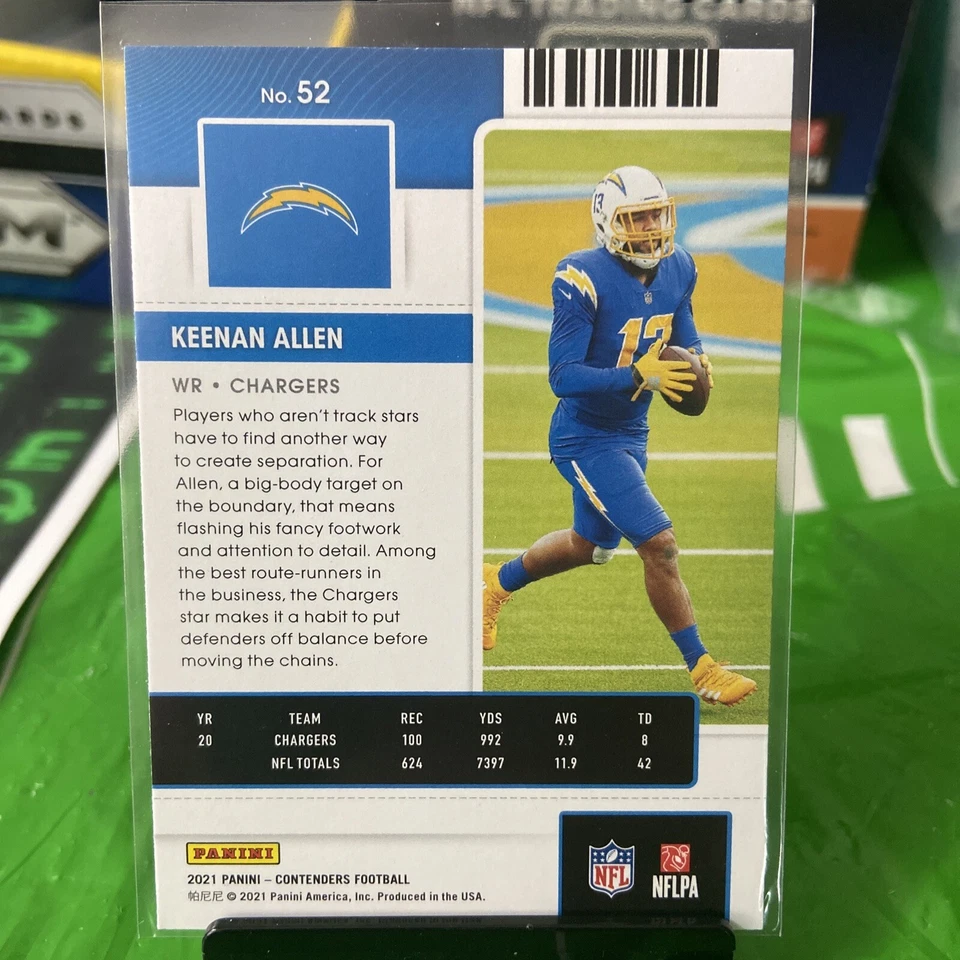 NFL TRADING CARDS
ARDS
No. 52
KEENAN ALLEN
WR • CHARGERS
Players who aren't track stars
have to find another way
to create separation. For
Allen, a big-body target on
the boundary, that means
flashing his fancy footwork
and attention to detail. Among
the best route-runners in
the business, the Chargers
star makes it a habit to put
defenders off balance before
moving the chains.
13
13
YR TEAM REC YDS AVG TD
20 CHARGERS 100 992 9.9 8
NFL TOTALS 624 7397 11.9 42
PANINI
2021 PANINI – CONTENDERS FOOTBALL
帕尼尼 © 2021 Panini America, Inc. Produced in the USA.
NFL
NFLPA